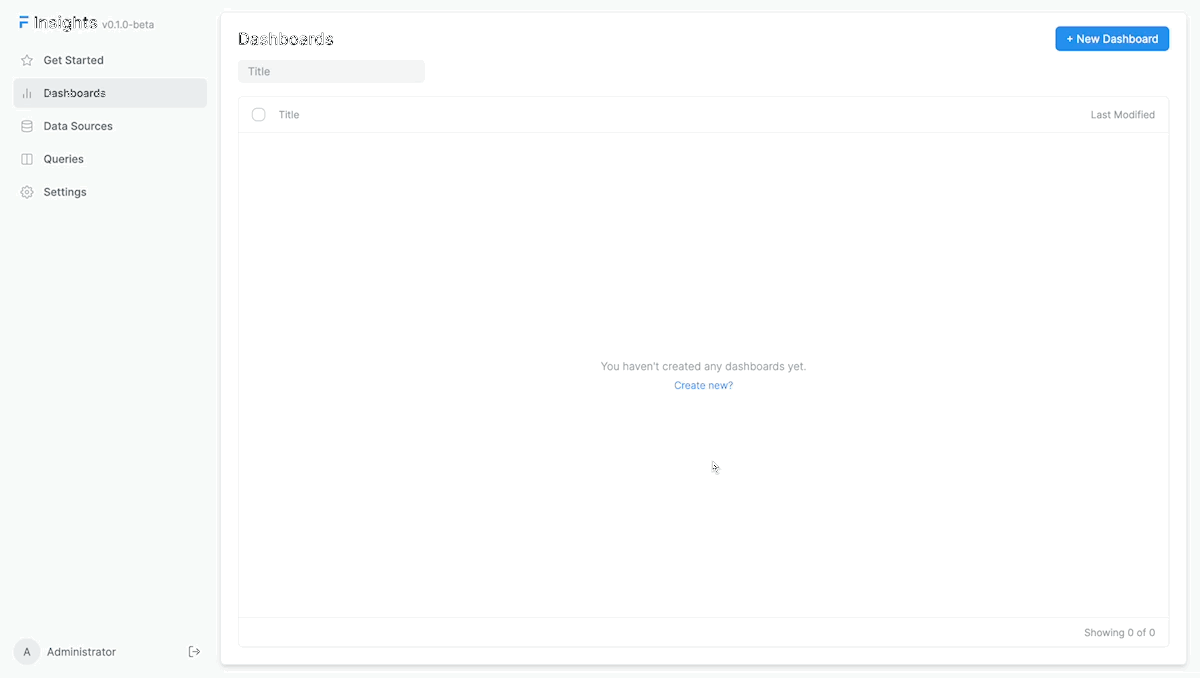 Insights v0.1.0-beta
Get Started
Dashboards
Data Sources
Queries
Settings
A Administrator
Dashboards
+ New Dashboard
Title
Title Last Modified
You haven't created any dashboards yet.
Create new?
Showing 0 of 0